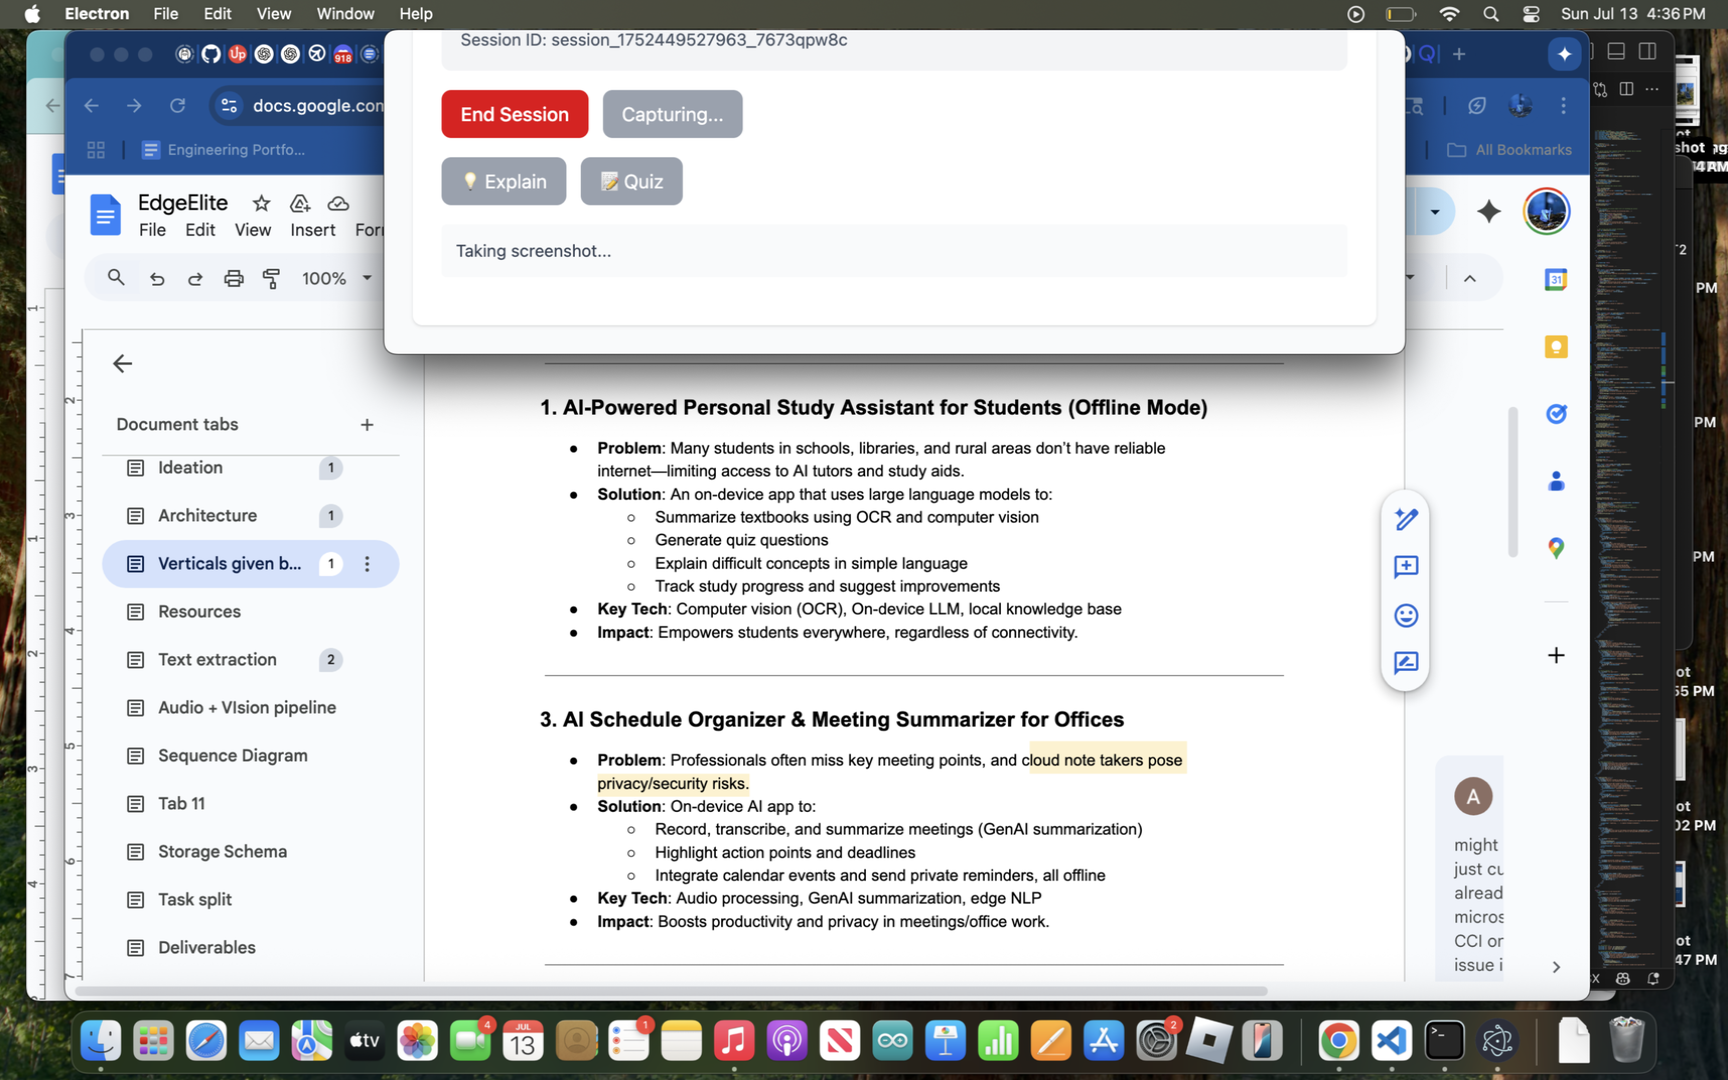 Electron File Edit View Window Help
Sun Jul 13 4:36 PM
Session ID: session_1752449527963_7673qpw8c
End Session Capturing...
💡 Explain 📝 Quiz
Taking screenshot...
Up
918
docs.google.com
Engineering Portfo...
All Bookmarks
EdgeElite
File Edit View Insert
100%
31
Document tabs
Ideation 1
Architecture 1
Verticals given b... 1
Resources
Text extraction 2
Audio + VIsion pipeline
Sequence Diagram
Tab 11
Storage Schema
Task split
Deliverables
1. AI-Powered Personal Study Assistant for Students (Offline Mode)
● Problem: Many students in schools, libraries, and rural areas don’t have reliable
internet—limiting access to AI tutors and study aids.
● Solution: An on-device app that uses large language models to:
○ Summarize textbooks using OCR and computer vision
○ Generate quiz questions
○ Explain difficult concepts in simple language
○ Track study progress and suggest improvements
● Key Tech: Computer vision (OCR), On-device LLM, local knowledge base
● Impact: Empowers students everywhere, regardless of connectivity.
3. AI Schedule Organizer & Meeting Summarizer for Offices
● Problem: Professionals often miss key meeting points, and cloud note takers pose
privacy/security risks.
● Solution: On-device AI app to:
○ Record, transcribe, and summarize meetings (GenAI summarization)
○ Highlight action points and deadlines
○ Integrate calendar events and send private reminders, all offline
● Key Tech: Audio processing, GenAI summarization, edge NLP
● Impact: Boosts productivity and privacy in meetings/office work.
A
might
just
micros
CCI
issue
PM
PM
PM
55 PM
02 PM
47 PM
tv
4
JUL
13
1
2